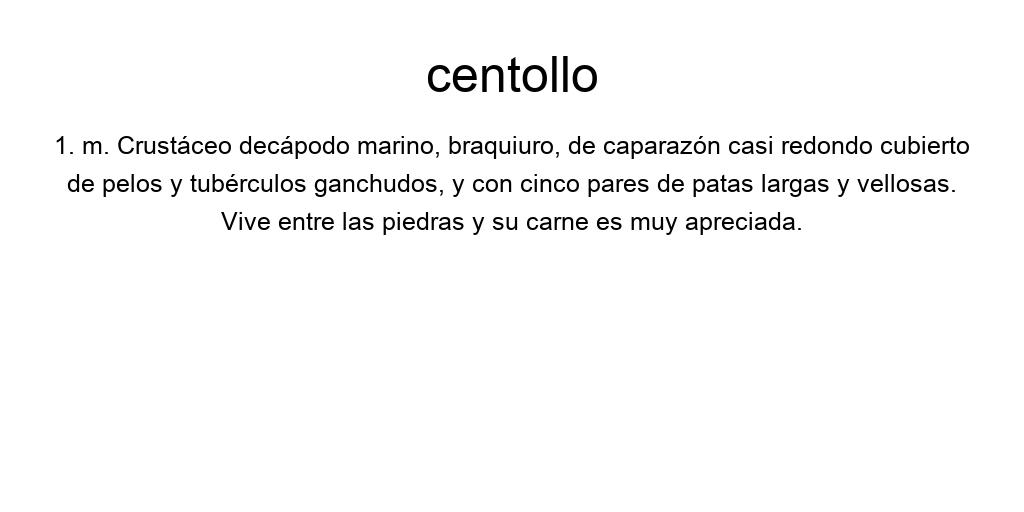 centollo
1. m. Crustáceo decápodo marino, braquiuro, de caparazón casi redondo cubierto
de pelos y tubérculos ganchudos, y con cinco pares de patas largas y vellosas.
Vive entre las piedras y su carne es muy apreciada.